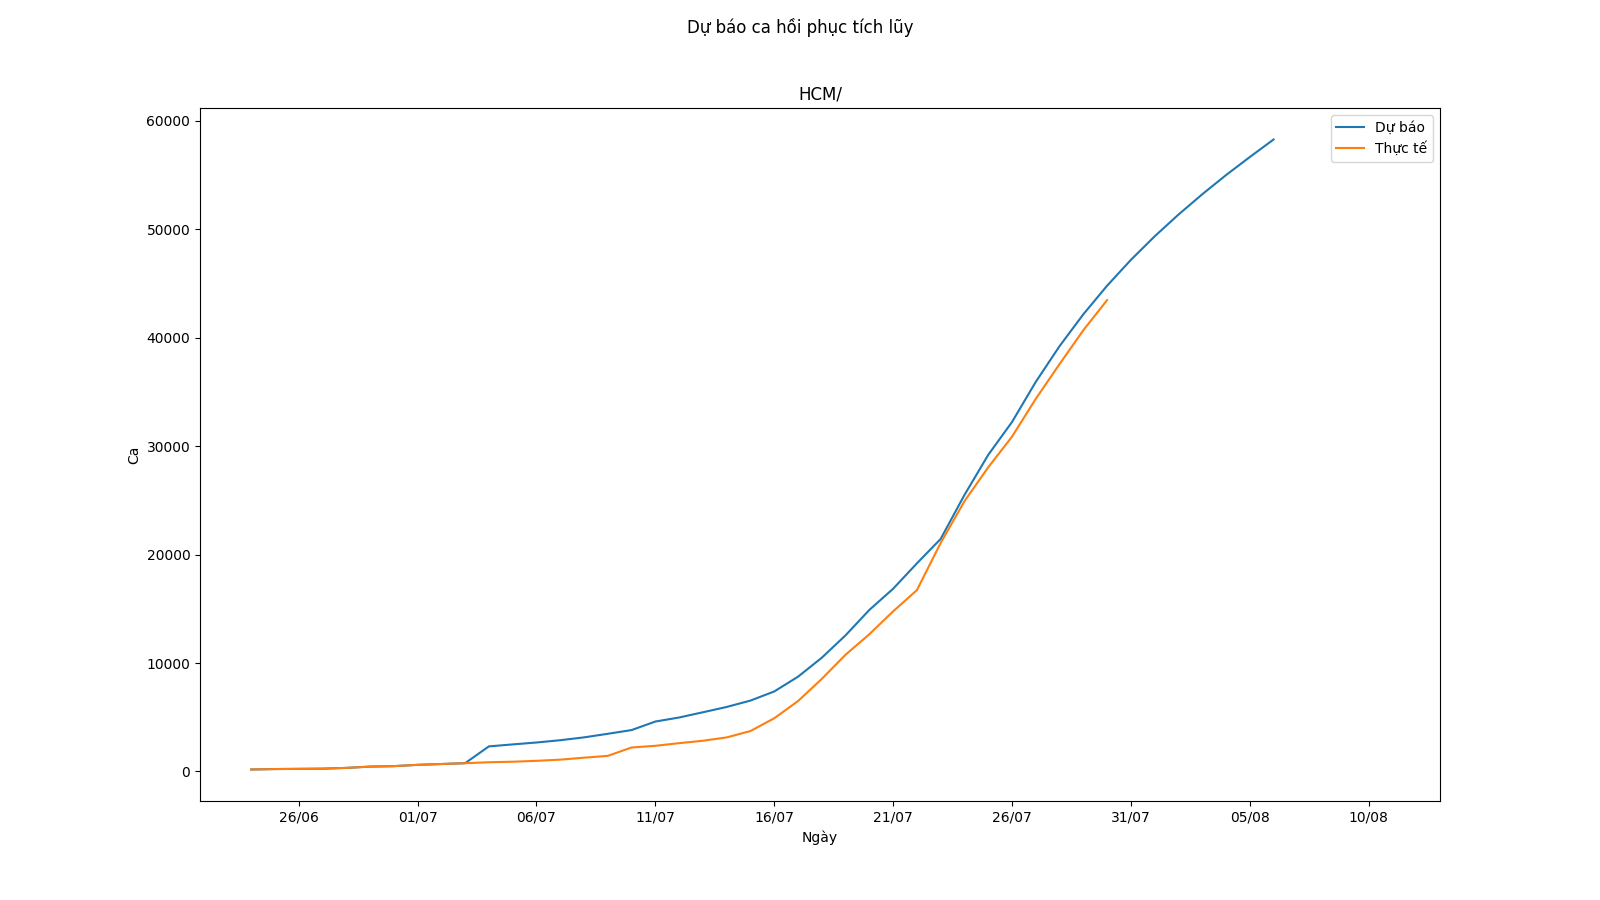 Dự báo ca hồi phục tích lũy
HCM/
60000
50000
40000
30000
20000
10000
0
Ca
Dự báo
Thực tế
26/06 01/07 06/07 11/07 16/07 21/07 26/07 31/07 05/08 10/08
Ngày